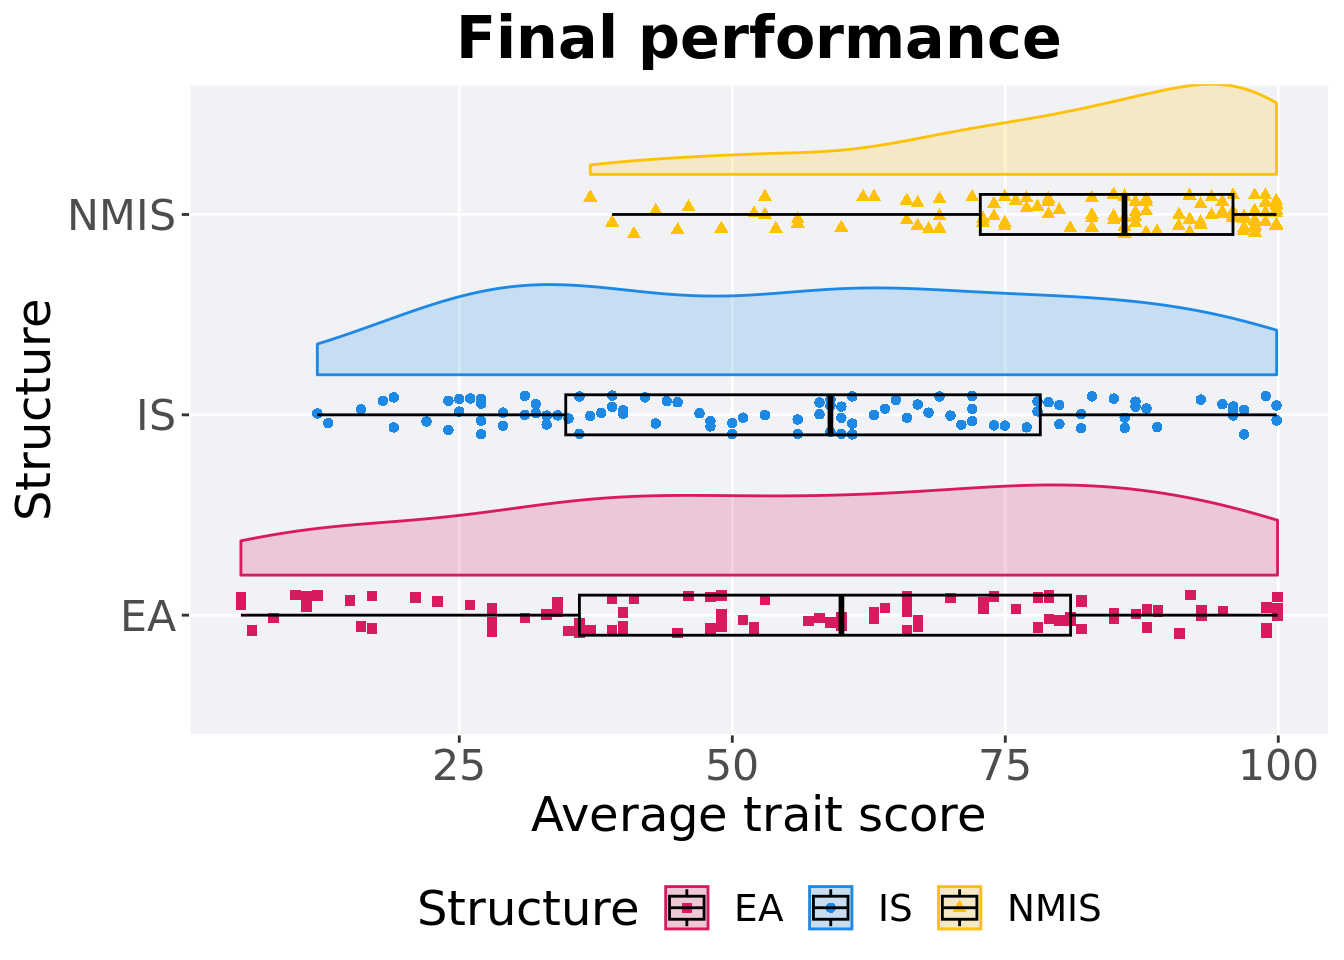 Final performance
NMIS
IS
EA
Structure
25 50 75 100
Average trait score
Structure EA IS NMIS